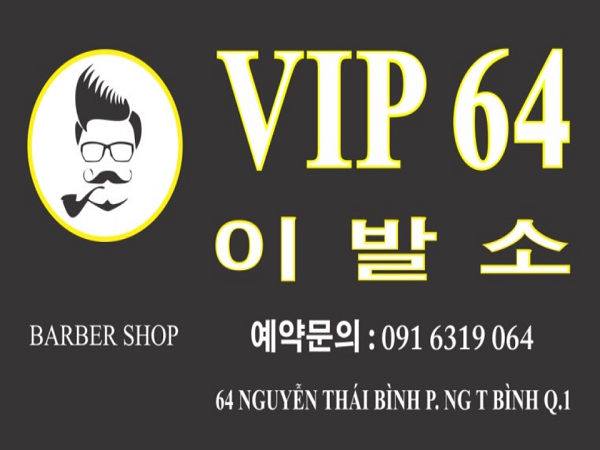 VIP 64
이 발 소
BARBER SHOP
예약문의 : 091 6319 064
64 NGUYỄN THÁI BÌNH P. NG T BÌNH Q.1